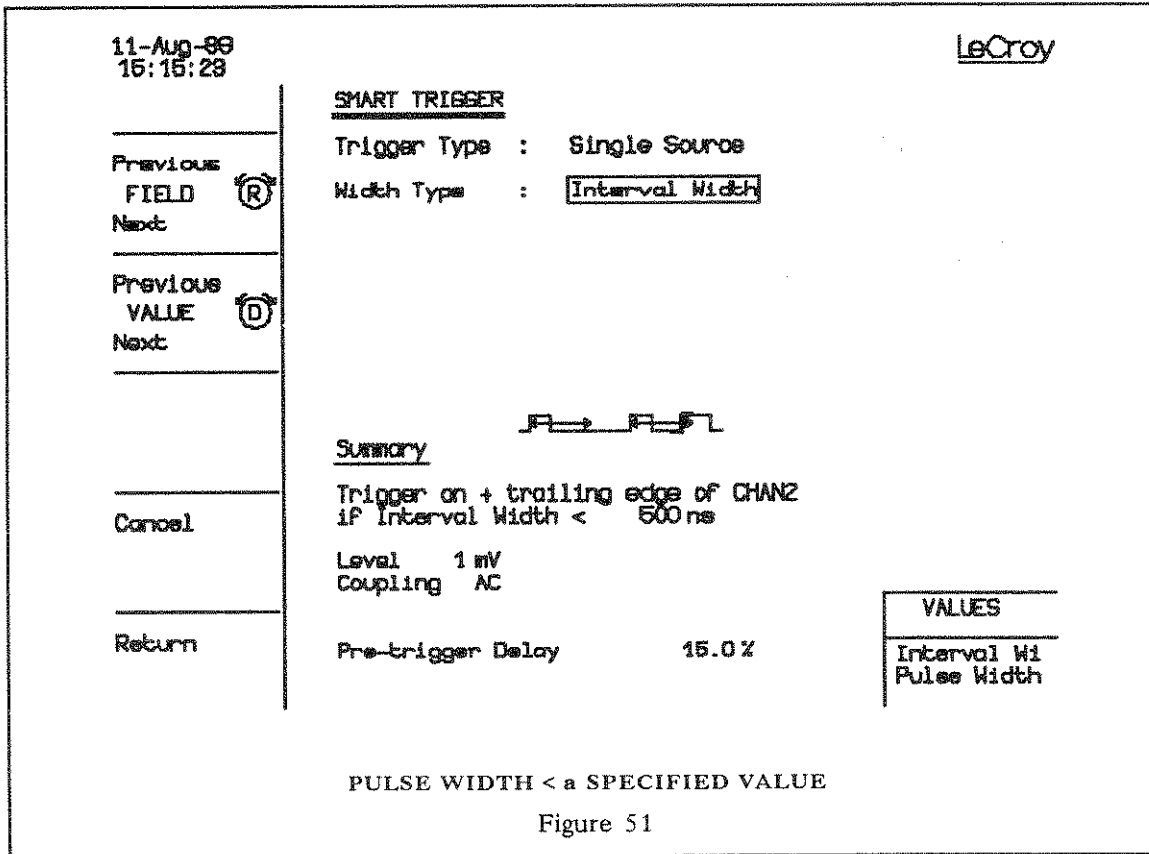 11-Aug-89
15:15:23
LeCroy
SMART TRIGGER
Trigger Type : Single Source
Width Type : Interval Width
Previous
FIELD R
Next
Previous
VALUE D
Next
Summary
Trigger on + trailing edge of CHAN2
if Interval Width < 500 ns
Cancel
Level 1 mV
Coupling AC
Return
Pre-trigger Delay 15.0 %
VALUES
Interval Wi
Pulse Width
PULSE WIDTH < a SPECIFIED VALUE
Figure 51